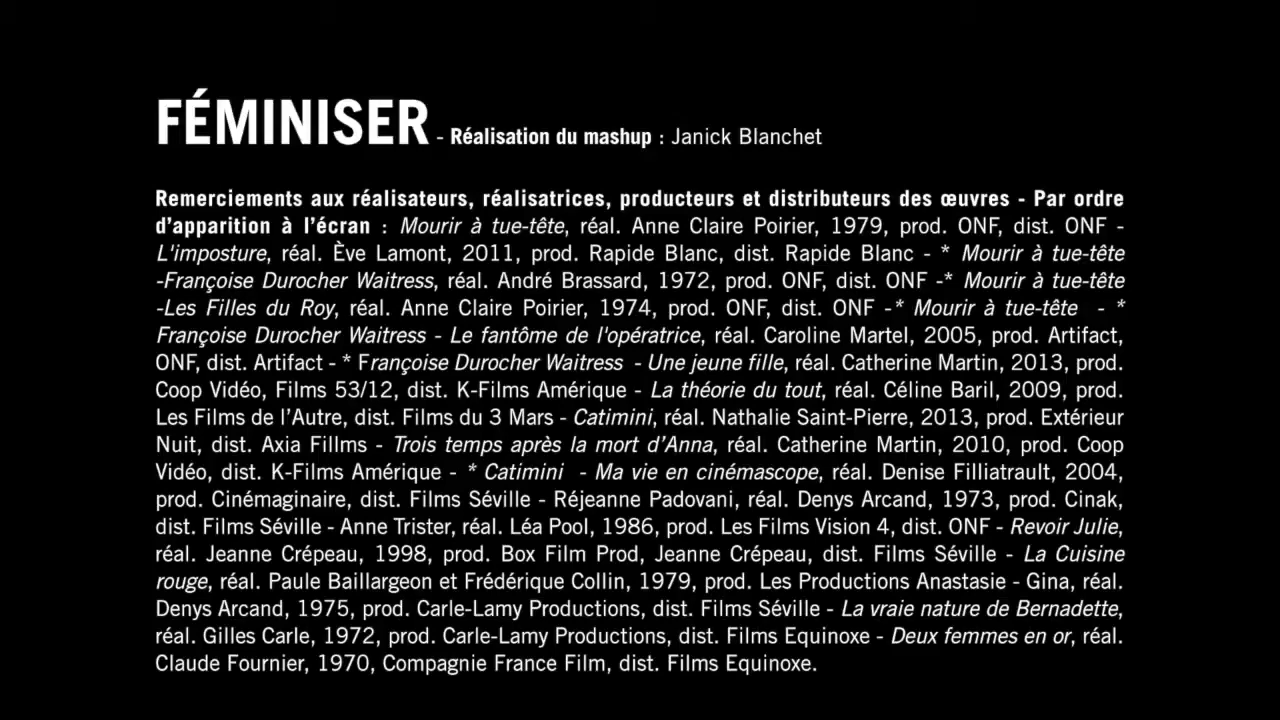 FÉMINISER - Réalisation du mashup : Janick Blanchet
Remerciements aux réalisateurs, réalisatrices, producteurs et distributeurs des œuvres - Par ordre
d’apparition à l’écran : Mourir à tue-tête, réal. Anne Claire Poirier, 1979, prod. ONF, dist. ONF -
L'imposture, réal. Ève Lamont, 2011, prod. Rapide Blanc, dist. Rapide Blanc - * Mourir à tue-tête
-Françoise Durocher Waitress, réal. André Brassard, 1972, prod. ONF, dist. ONF -* Mourir à tue-tête
-Les Filles du Roy, réal. Anne Claire Poirier, 1974, prod. ONF, dist. ONF -* Mourir à tue-tête - *
Françoise Durocher Waitress - Le fantôme de l'opératrice, réal. Caroline Martel, 2005, prod. Artifact,
ONF, dist. Artifact - * Françoise Durocher Waitress - Une jeune fille, réal. Catherine Martin, 2013, prod.
Coop Vidéo, Films 53/12, dist. K-Films Amérique - La théorie du tout, réal. Céline Baril, 2009, prod.
Les Films de l’Autre, dist. Films du 3 Mars - Catimini, réal. Nathalie Saint-Pierre, 2013, prod. Extérieur
Nuit, dist. Axia Fillms - Trois temps après la mort d’Anna, réal. Catherine Martin, 2010, prod. Coop
Vidéo, dist. K-Films Amérique - * Catimini - Ma vie en cinémascope, réal. Denise Filliatrault, 2004,
prod. Cinémaginaire, dist. Films Séville - Réjeanne Padovani, réal. Denys Arcand, 1973, prod. Cinak,
dist. Films Séville - Anne Trister, réal. Léa Pool, 1986, prod. Les Films Vision 4, dist. ONF - Revoir Julie,
réal. Jeanne Crépeau, 1998, prod. Box Film Prod, Jeanne Crépeau, dist. Films Séville - La Cuisine
rouge, réal. Paule Baillargeon et Frédérique Collin, 1979, prod. Les Productions Anastasie - Gina, réal.
Denys Arcand, 1975, prod. Carle-Lamy Productions, dist. Films Séville - La vraie nature de Bernadette,
réal. Gilles Carle, 1972, prod. Carle-Lamy Productions, dist. Films Equinoxe - Deux femmes en or, réal.
Claude Fournier, 1970, Compagnie France Film, dist. Films Equinoxe.